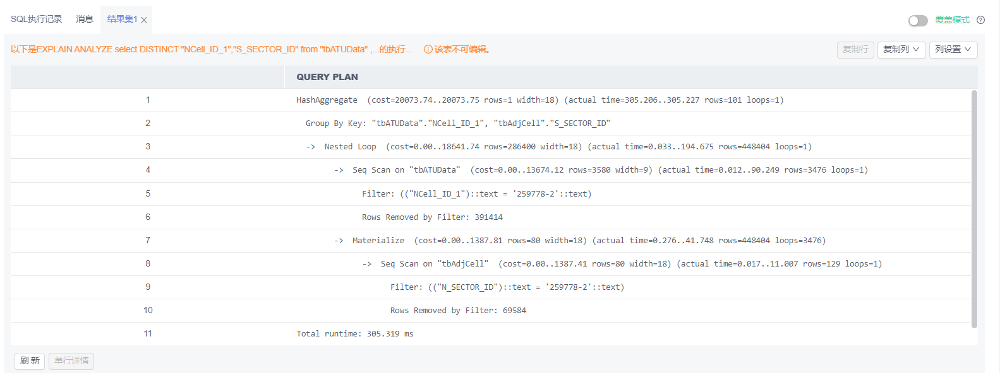 SQL执行记录 消息 结果集1 覆盖模式
以下是EXPLAIN ANALYZE select DISTINCT "NCell_ID_1","S_SECTOR_ID" from "tbATUData" ,...的执行... 该表不可编辑。 复制行 复制列 列设置
QUERY PLAN
1 HashAggregate (cost=20073.74..20073.75 rows=1 width=18) (actual time=305.206..305.227 rows=101 loops=1)
2 Group By Key: "tbATUData"."NCell_ID_1", "tbAdjCell"."S_SECTOR_ID"
3 -> Nested Loop (cost=0.00..18641.74 rows=286400 width=18) (actual time=0.033..194.675 rows=448404 loops=1)
4 -> Seq Scan on "tbATUData" (cost=0.00..13674.12 rows=3580 width=9) (actual time=0.012..90.249 rows=3476 loops=1)
5 Filter: (("NCell_ID_1")::text = '259778-2'::text)
6 Rows Removed by Filter: 391414
7 -> Materialize (cost=0.00..1387.81 rows=80 width=18) (actual time=0.276..41.748 rows=448404 loops=3476)
8 -> Seq Scan on "tbAdjCell" (cost=0.00..1387.41 rows=80 width=18) (actual time=0.017..11.007 rows=129 loops=1)
9 Filter: (("N_SECTOR_ID")::text = '259778-2'::text)
10 Rows Removed by Filter: 69584
11 Total runtime: 305.319 ms
刷新 单行详情